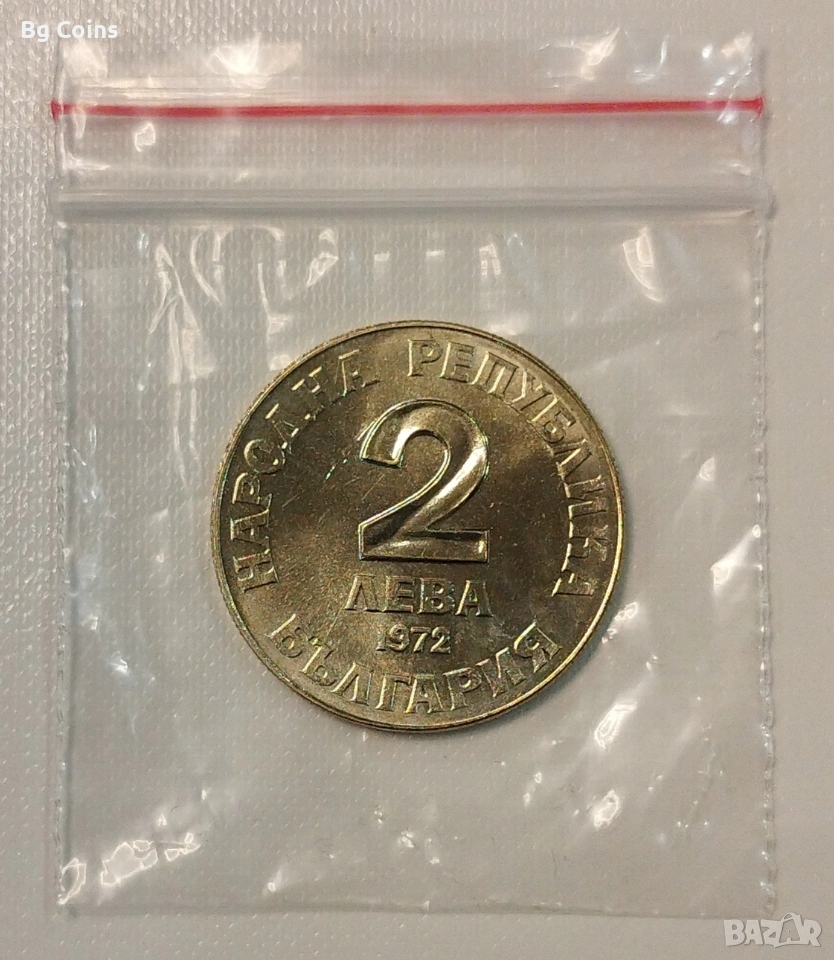 Bg Coins
НАРОДНА РЕПУБЛИКА
2
ЛЕВА
1972
БЪЛГАРИЯ
BAZAR